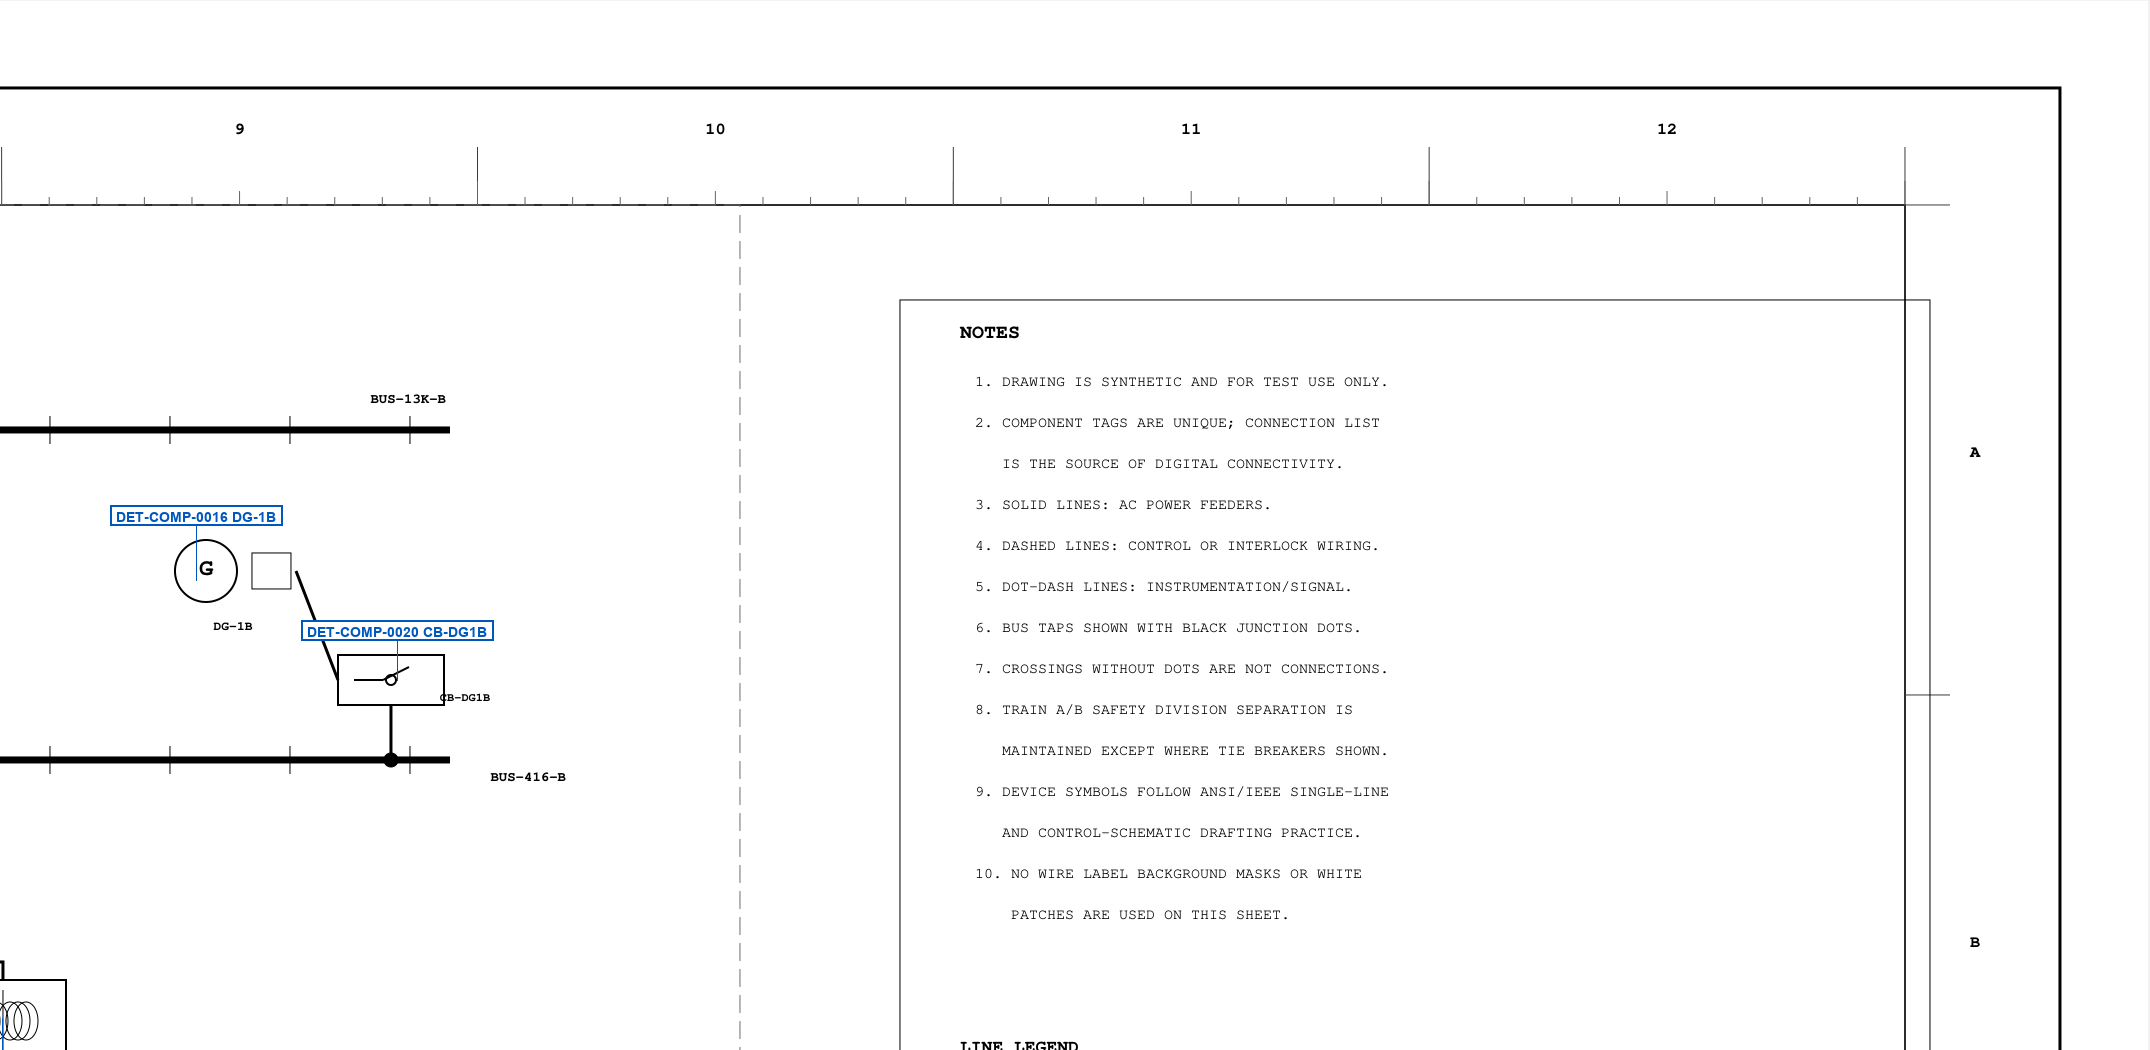 9 10 11 12
BUS-13K-B
DET-COMP-0016 DG-1B
G
DG-1B
DET-COMP-0020 CB-DG1B
CB-DG1B
BUS-416-B
NOTES
1. DRAWING IS SYNTHETIC AND FOR TEST USE ONLY.
2. COMPONENT TAGS ARE UNIQUE; CONNECTION LIST
IS THE SOURCE OF DIGITAL CONNECTIVITY.
3. SOLID LINES: AC POWER FEEDERS.
4. DASHED LINES: CONTROL OR INTERLOCK WIRING.
5. DOT-DASH LINES: INSTRUMENTATION/SIGNAL.
6. BUS TAPS SHOWN WITH BLACK JUNCTION DOTS.
7. CROSSINGS WITHOUT DOTS ARE NOT CONNECTIONS.
8. TRAIN A/B SAFETY DIVISION SEPARATION IS
MAINTAINED EXCEPT WHERE TIE BREAKERS SHOWN.
9. DEVICE SYMBOLS FOLLOW ANSI/IEEE SINGLE-LINE
AND CONTROL-SCHEMATIC DRAFTING PRACTICE.
10. NO WIRE LABEL BACKGROUND MASKS OR WHITE
PATCHES ARE USED ON THIS SHEET.
LINE LEGEND
A
B